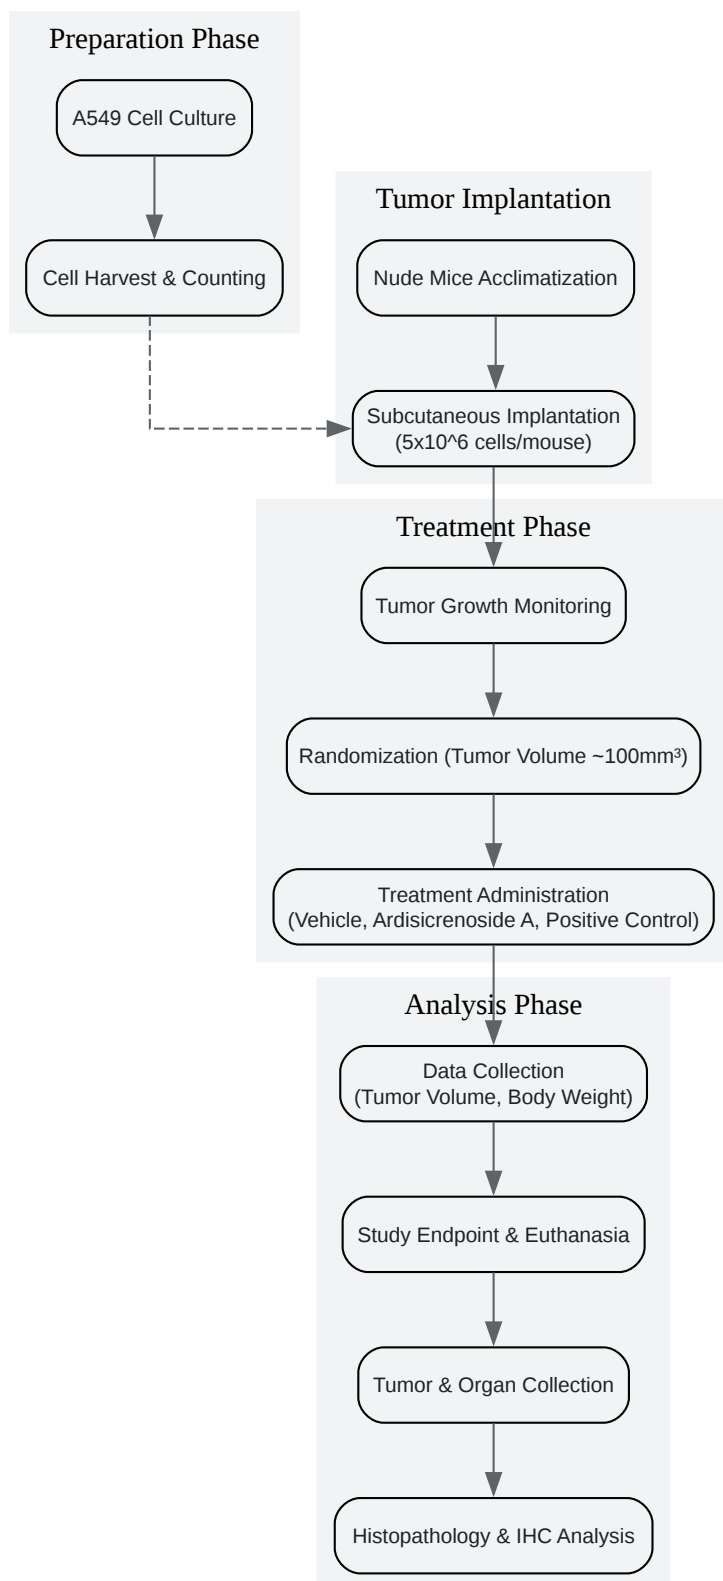 Preparation Phase
A549 Cell Culture
Cell Harvest & Counting
Tumor Implantation
Nude Mice Acclimatization
Subcutaneous Implantation
(5x10^6 cells/mouse)
Treatment Phase
Tumor Growth Monitoring
Randomization (Tumor Volume ~100mm³)
Treatment Administration
(Vehicle, Ardisicrenoside A, Positive Control)
Analysis Phase
Data Collection
(Tumor Volume, Body Weight)
Study Endpoint & Euthanasia
Tumor & Organ Collection
Histopathology & IHC Analysis